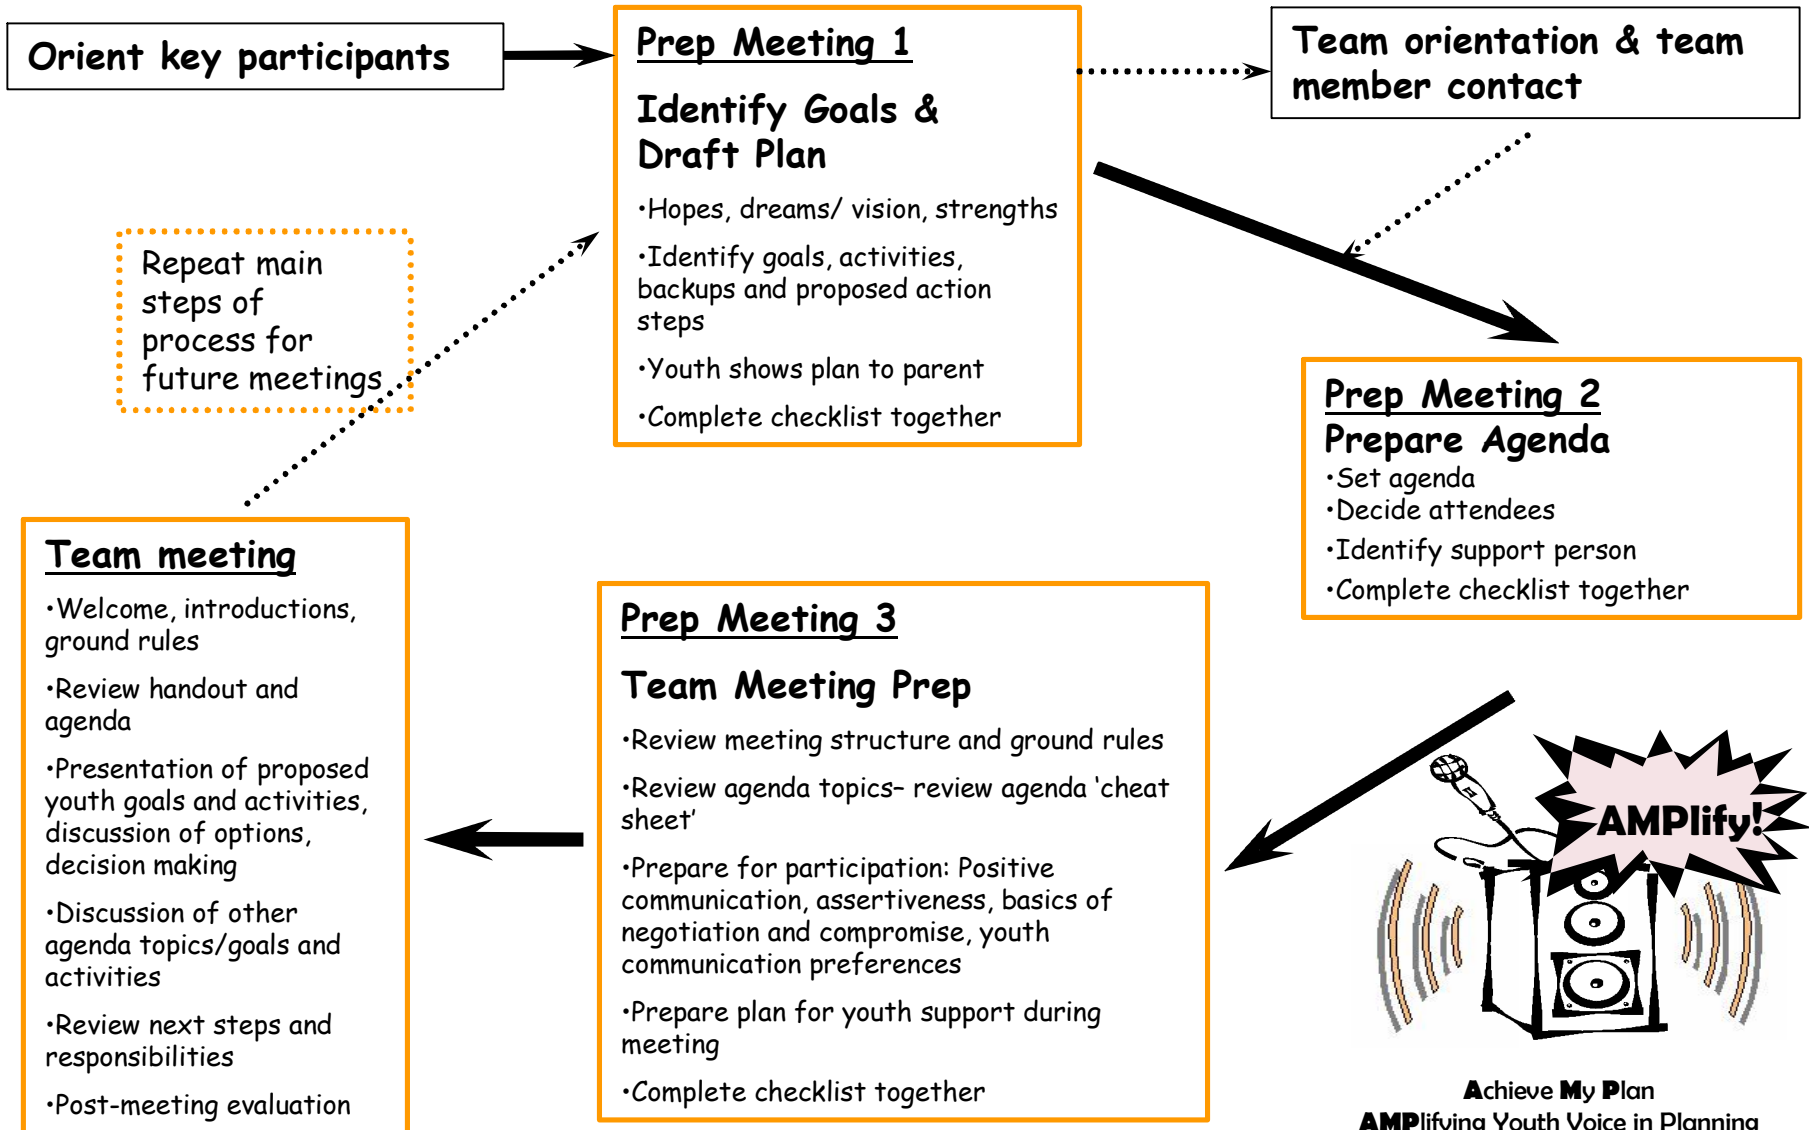 Orient key participants
Prep Meeting 1
Identify Goals &
Draft Plan
•Hopes, dreams/ vision, strengths
•Identify goals, activities,
backups and proposed action
steps
•Youth shows plan to parent
•Complete checklist together
Team orientation & team
member contact
Repeat main
steps of
process for
future meetings
Prep Meeting 2
Prepare Agenda
•Set agenda
•Decide attendees
•Identify support person
•Complete checklist together
Prep Meeting 3
Team Meeting Prep
•Review meeting structure and ground rules
•Review agenda topics– review agenda ‘cheat
sheet’
•Prepare for participation: Positive
communication, assertiveness, basics of
negotiation and compromise, youth
communication preferences
•Prepare plan for youth support during
meeting
•Complete checklist together
Team meeting
•Welcome, introductions,
ground rules
•Review handout and
agenda
•Presentation of proposed
youth goals and activities,
discussion of options,
decision making
•Discussion of other
agenda topics/goals and
activities
•Review next steps and
responsibilities
•Post-meeting evaluation
AMPlify!
Achieve My Plan
AMPlifying Youth Voice in Planning